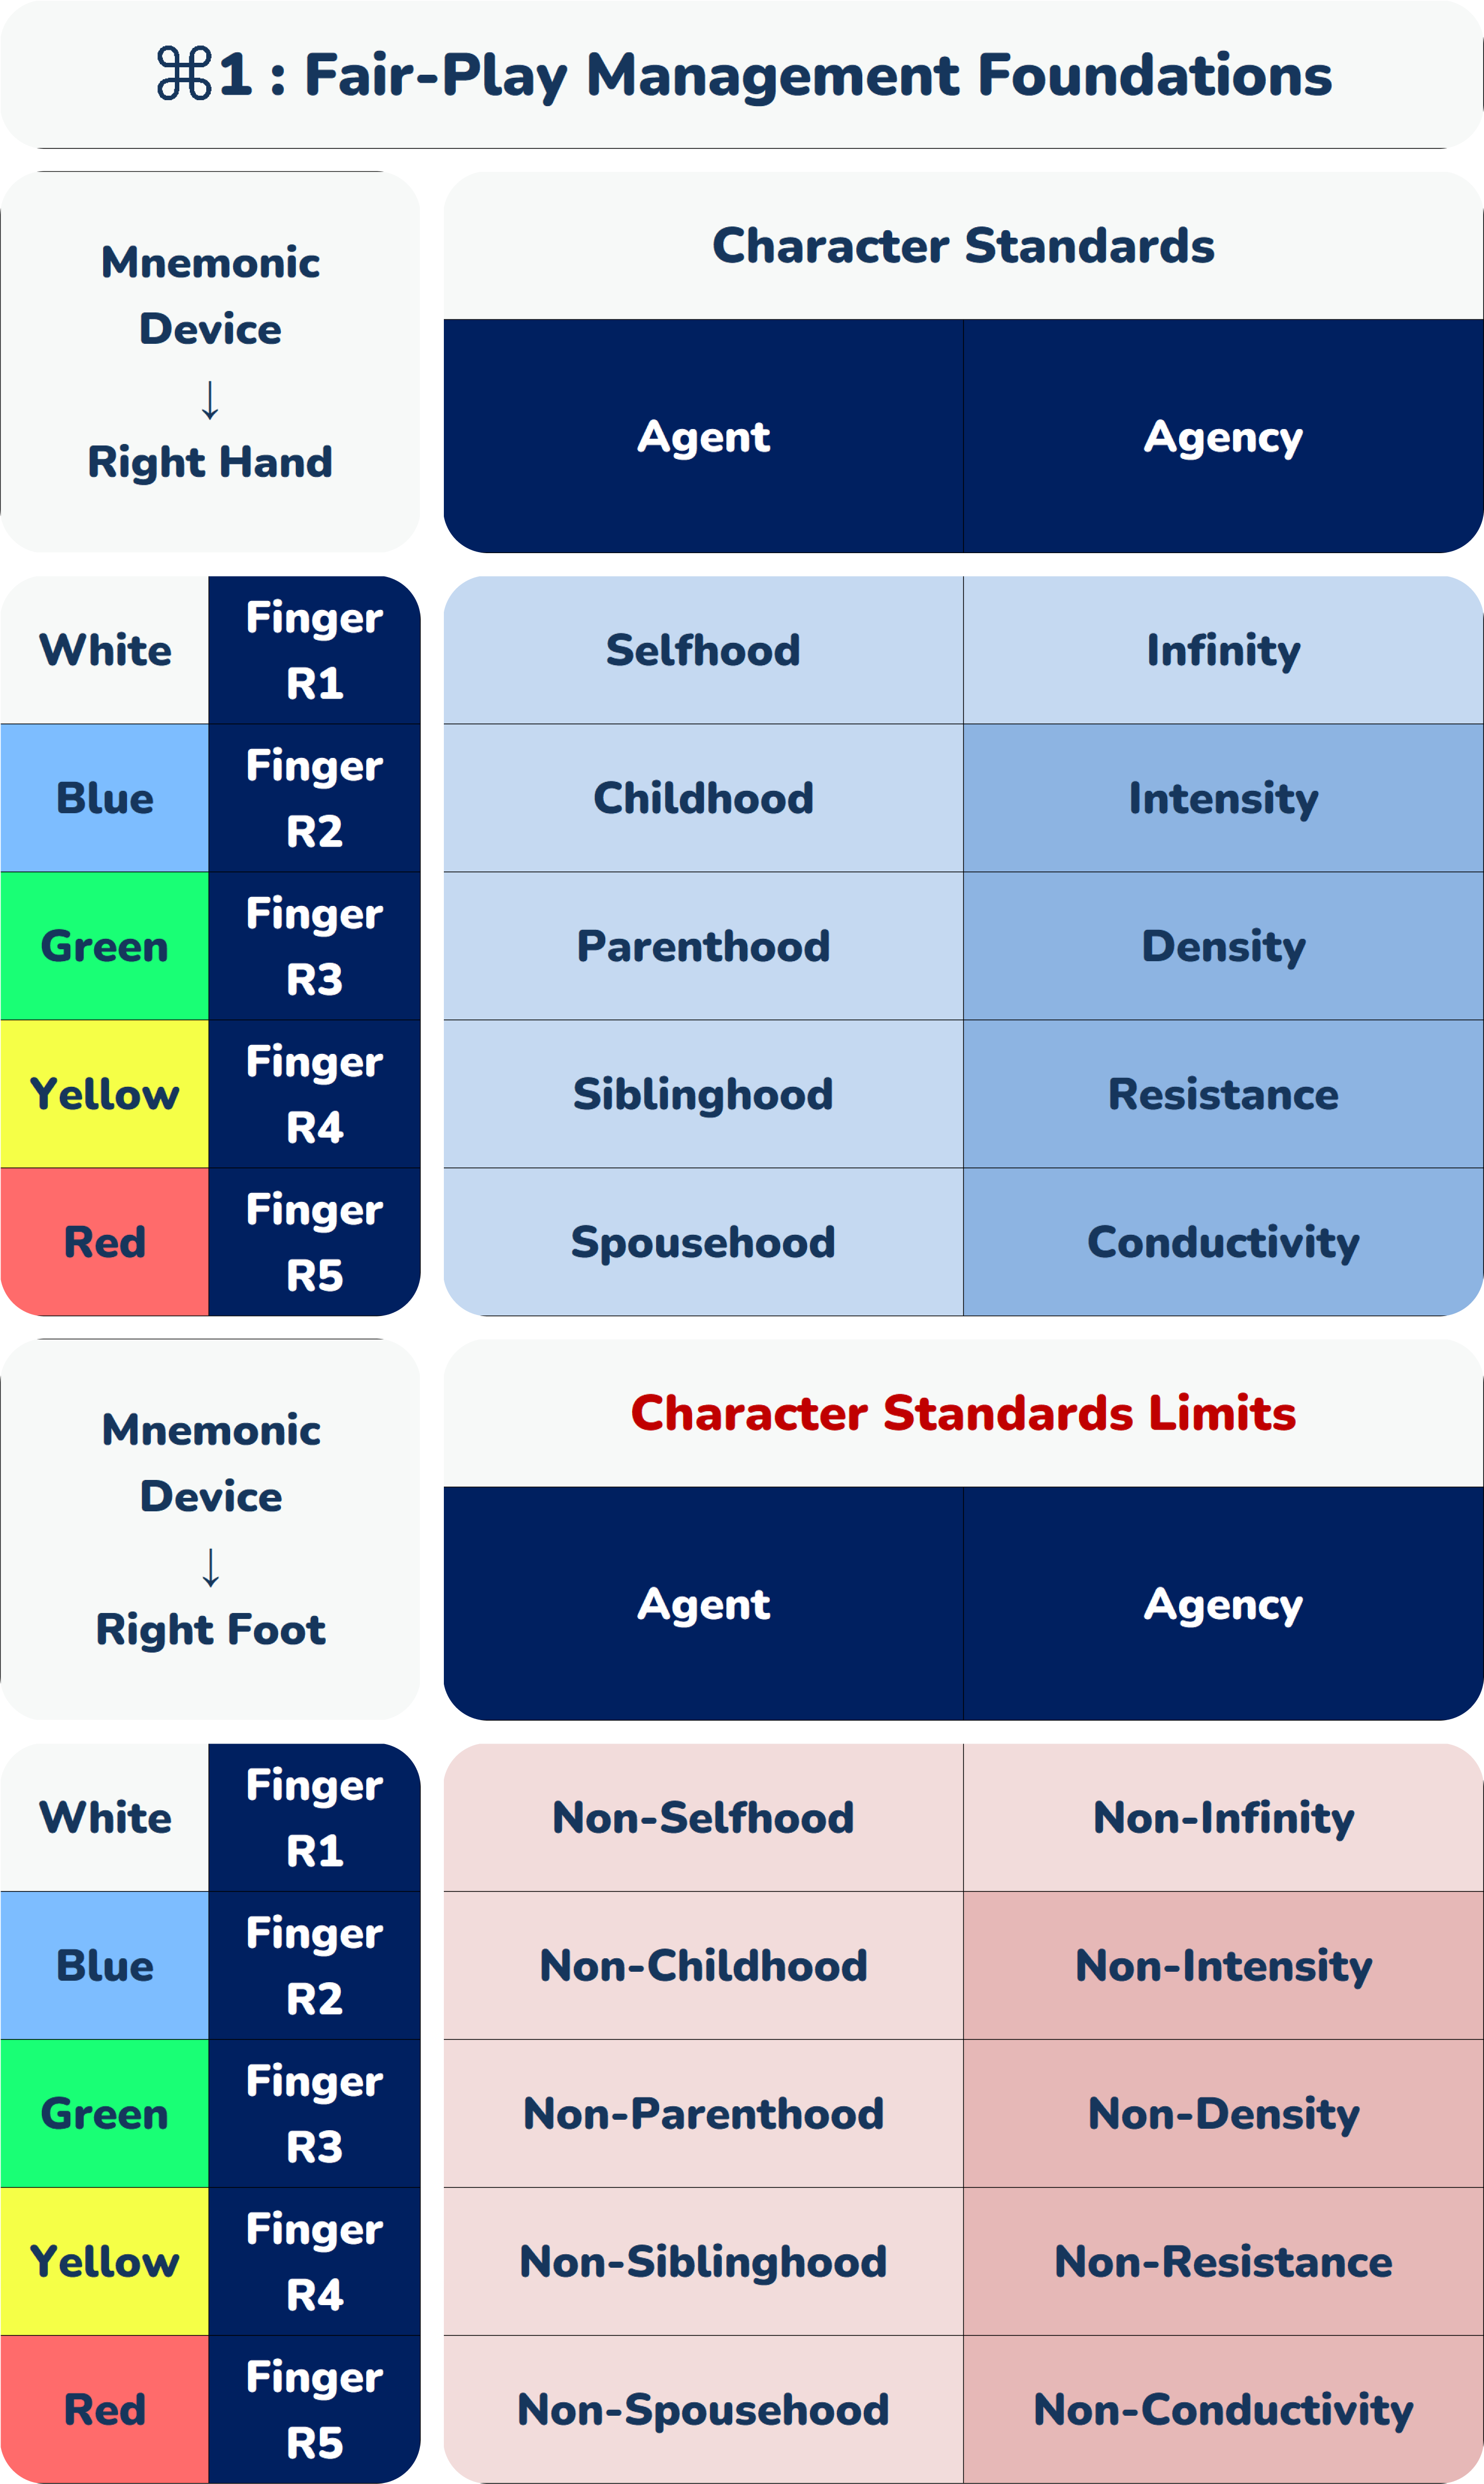 ⌘1 : Fair-Play Management Foundations
Mnemonic
Device
↓
Right Hand
Character Standards
Agent
Agency
White
Finger
R1
Selfhood
Infinity
Blue
Finger
R2
Childhood
Intensity
Green
Finger
R3
Parenthood
Density
Yellow
Finger
R4
Siblinghood
Resistance
Red
Finger
R5
Spousehood
Conductivity
Mnemonic
Device
↓
Right Foot
Character Standards Limits
Agent
Agency
White
Finger
R1
Non-Selfhood
Non-Infinity
Blue
Finger
R2
Non-Childhood
Non-Intensity
Green
Finger
R3
Non-Parenthood
Non-Density
Yellow
Finger
R4
Non-Siblinghood
Non-Resistance
Red
Finger
R5
Non-Spousehood
Non-Conductivity